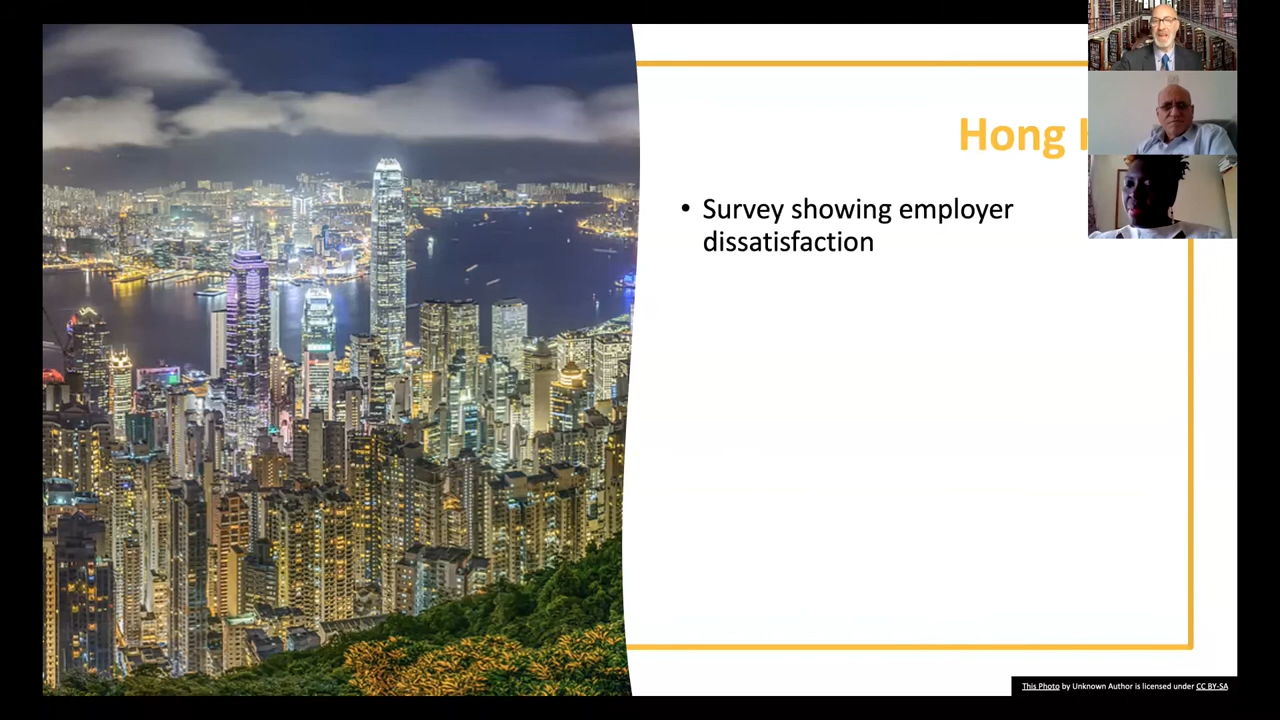 Hong
• Survey showing employer
dissatisfaction
This Photo by Unknown Author is licensed under CC BY-SA